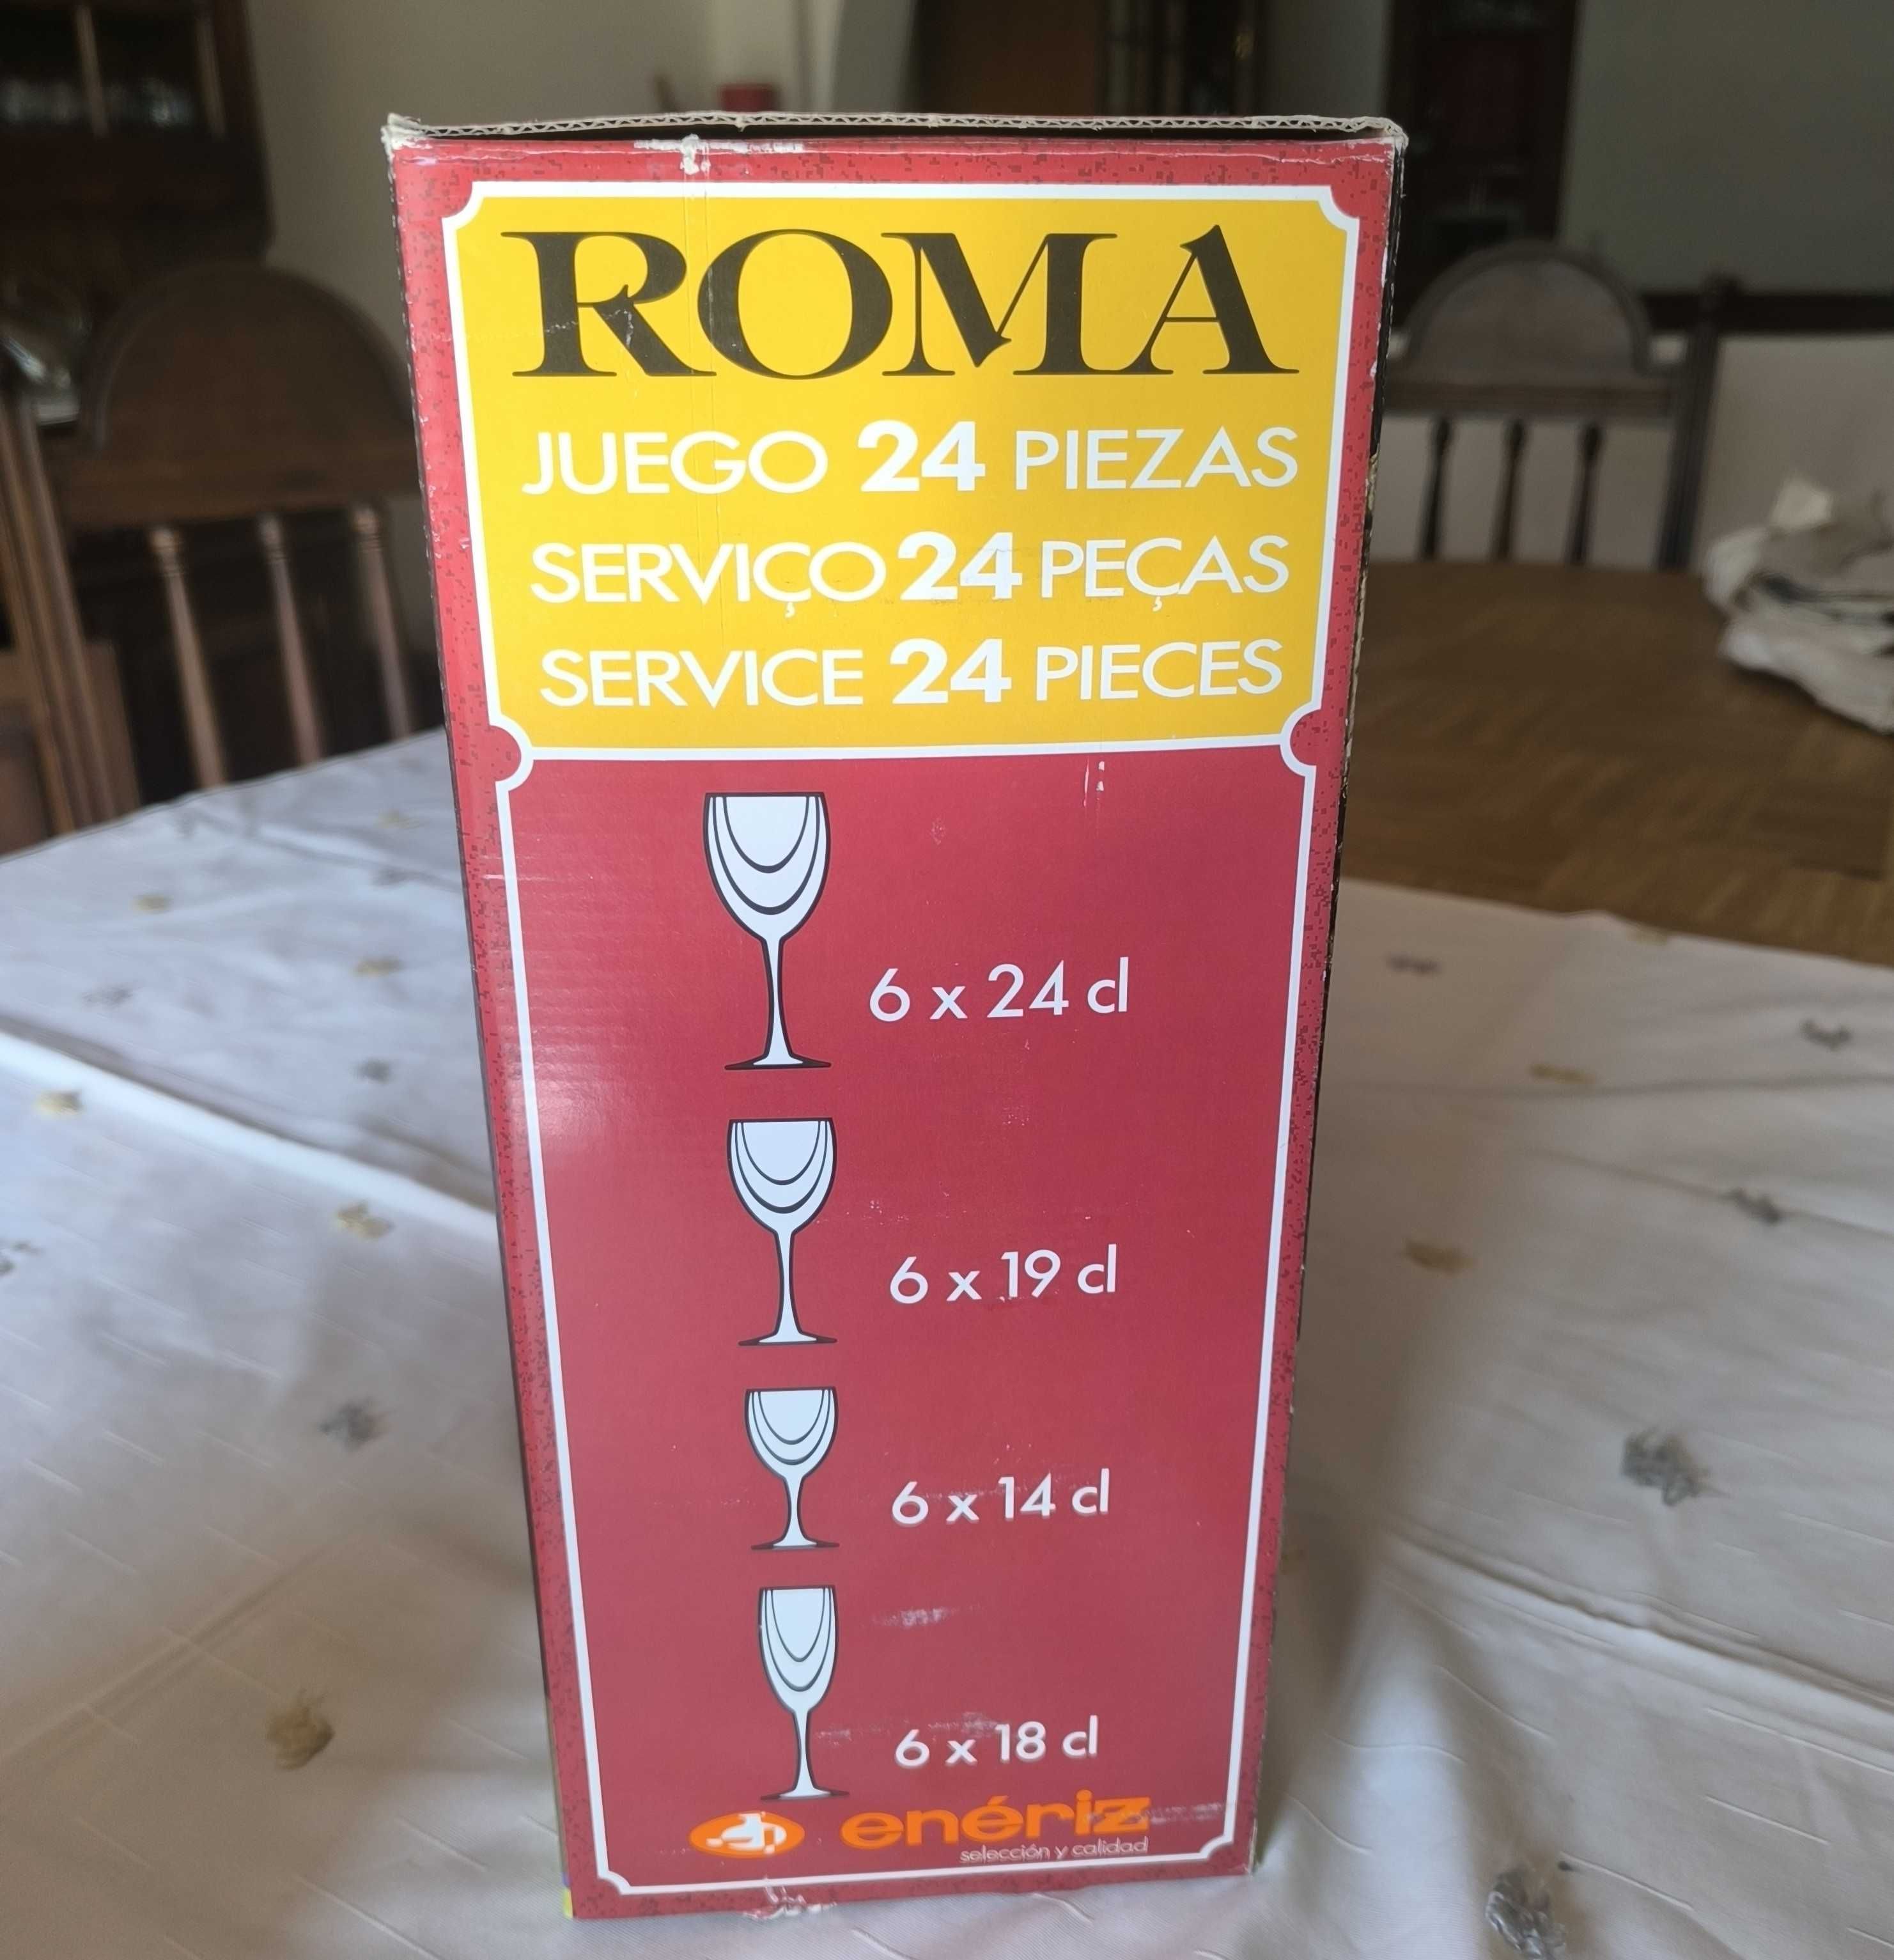 ROMA
JUEGO 24 PIEZAS
SERVIÇO 24 PEÇAS
SERVICE 24 PIECES
6 x 24 cl
6 x 19 cl
6 x 14 cl
6 x 18 cl
enériz
selección y calidad